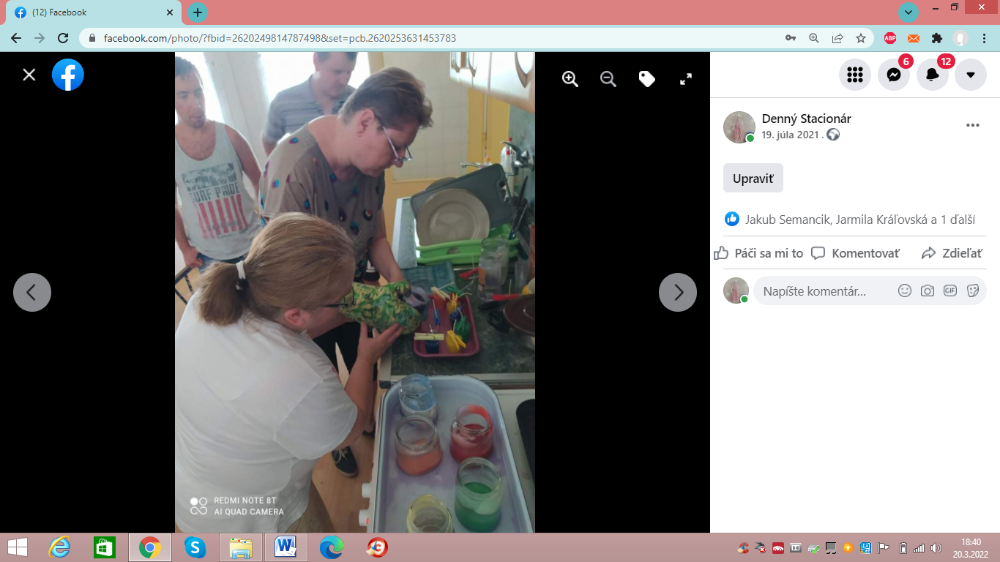 (12) Facebook
facebook.com/photo/?fbid=2620249814787498&set=pcb.2620253631453783
ABP
6
12
Denný Stacionár
19. júla 2021 ·
Upraviť
Jakub Semancik, Jarmila Kráľovská a 1 ďalší
Páči sa mi to
Komentovať
Zdieľať
Napíšte komentár...
GIF
SURF PRIDE
REDMI NOTE 8T
AI QUAD CAMERA
18:40
20.3.2022